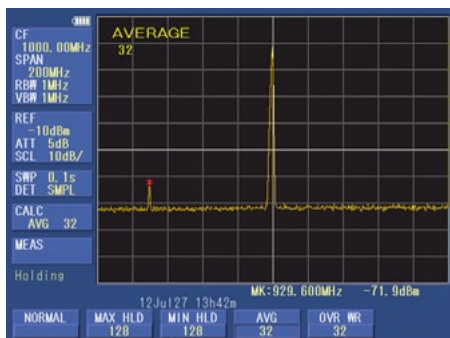 CF
1000.00MHz
SPAN
200MHz
RBW 1MHz
VBW 1MHz
REF
-10dBm
ATT 5dB
SCL 10dB/
SWP 0.1s
DET SMPL
CALC
AVG 32
MEAS
Holding
AVERAGE
32
MK:929.600MHz -71.9dBm
12Jul27 13h42m
NORMAL
MAX HLD
128
MIN HLD
128
AVG
32
OVR WR
32